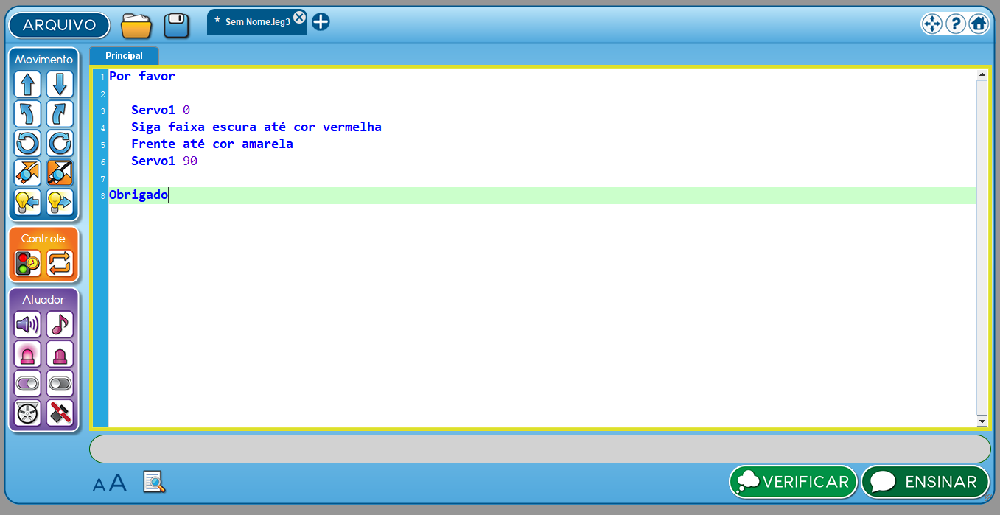 ARQUIVO
* Sem Nome.leg3
?
Movimento
Controle
Atuador
Principal
1 Por favor
2
3 Servo1 0
4 Siga faixa escura até cor vermelha
5 Frente até cor amarela
6 Servo1 90
7
8 Obrigado
A A
VERIFICAR
ENSINAR